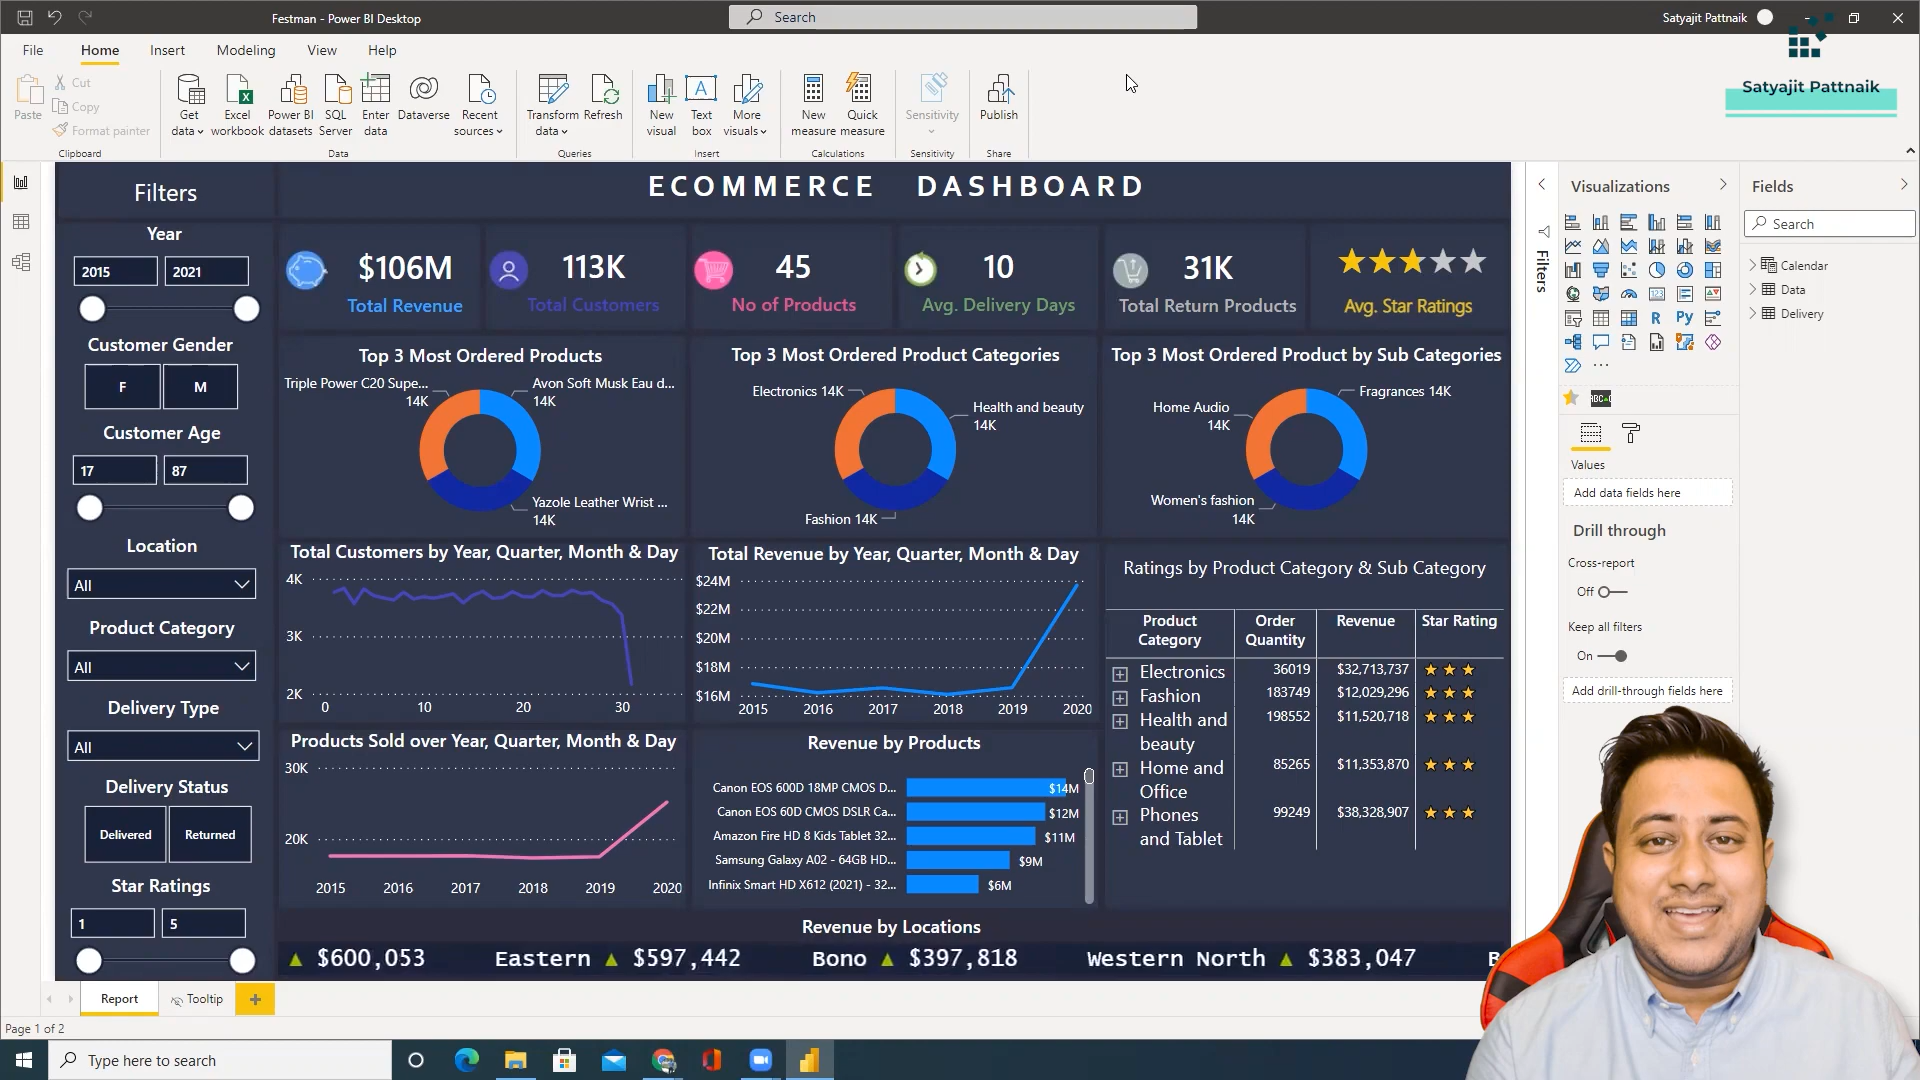 Festman - Power BI Desktop
Search
Satyajit Pattnaik
File
Home
Insert
Modeling
View
Help
Satyajit Pattnaik
Paste
Cut
Copy
Format painter
Get
data
Excel
workbook
Power BI
datasets
SQL
Server
Enter
data
Dataverse
Recent
sources
Transform
data
Refresh
New
visual
Text
box
More
visuals
New
measure
Quick
measure
Sensitivity
Publish
Clipboard
Data
Queries
Insert
Calculations
Sensitivity
Share
Filters
ECOMMERCE DASHBOARD
Year
2015
2021
Customer Gender
F
M
Customer Age
17
87
Location
All
Product Category
All
Delivery Type
All
Delivery Status
Delivered
Returned
Star Ratings
1
5
$106M
Total Revenue
113K
Total Customers
45
No of Products
10
Avg. Delivery Days
31K
Total Return Products
Avg. Star Ratings
Top 3 Most Ordered Products
Triple Power C20 Supe...
14K
Avon Soft Musk Eau d...
14K
Yazole Leather Wrist ...
14K
Top 3 Most Ordered Product Categories
Electronics 14K
Health and beauty
14K
Fashion 14K
Top 3 Most Ordered Product by Sub Categories
Fragrances 14K
Home Audio
14K
Women's fashion
14K
Total Customers by Year, Quarter, Month & Day
4K
3K
2K
0
10
20
30
Total Revenue by Year, Quarter, Month & Day
$24M
$22M
$20M
$18M
$16M
2015
2016
2017
2018
2019
2020
Ratings by Product Category & Sub Category
Product
Category
Order
Quantity
Revenue
Star Rating
Electronics 36019 $32,713,737
Fashion 183749 $12,029,296
Health and 198552 $11,520,718
beauty
Home and 85265 $11,353,870
Office
Phones 99249 $38,328,907
and Tablet
Products Sold over Year, Quarter, Month & Day
30K
20K
2015
2016
2017
2018
2019
2020
Revenue by Products
Canon EOS 600D 18MP CMOS D... $14M
Canon EOS 60D CMOS DSLR Ca... $12M
Amazon Fire HD 8 Kids Tablet 32... $11M
Samsung Galaxy A02 - 64GB HD... $9M
Infinix Smart HD X612 (2021) - 32... $6M
Revenue by Locations
$600,053 Eastern $597,442 Bono $397,818 Western North $383,047
Filters
Visualizations
R
Py
Values
Add data fields here
Drill through
Cross-report
Off
Keep all filters
On
Add drill-through fields here
Fields
Search
Calendar
Data
Delivery
Report
Tooltip
Page 1 of 2
Type here to search